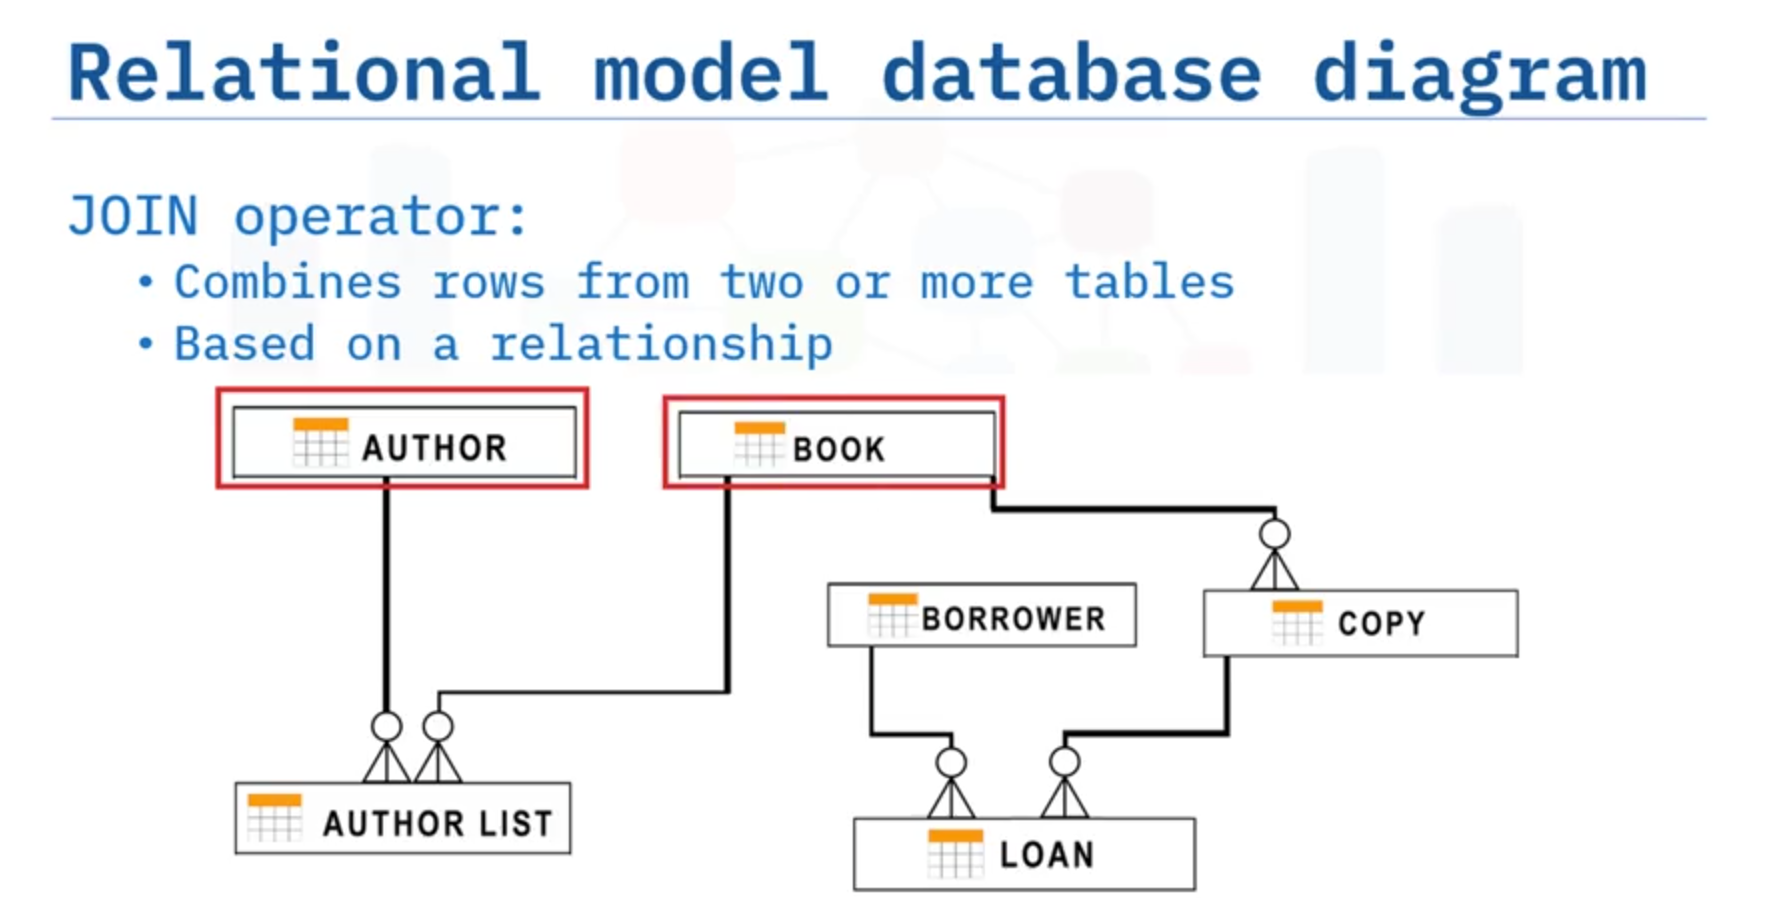 Relational model database diagram
JOIN operator:
• Combines rows from two or more tables
• Based on a relationship
AUTHOR
BOOK
BORROWER
COPY
AUTHOR LIST
LOAN